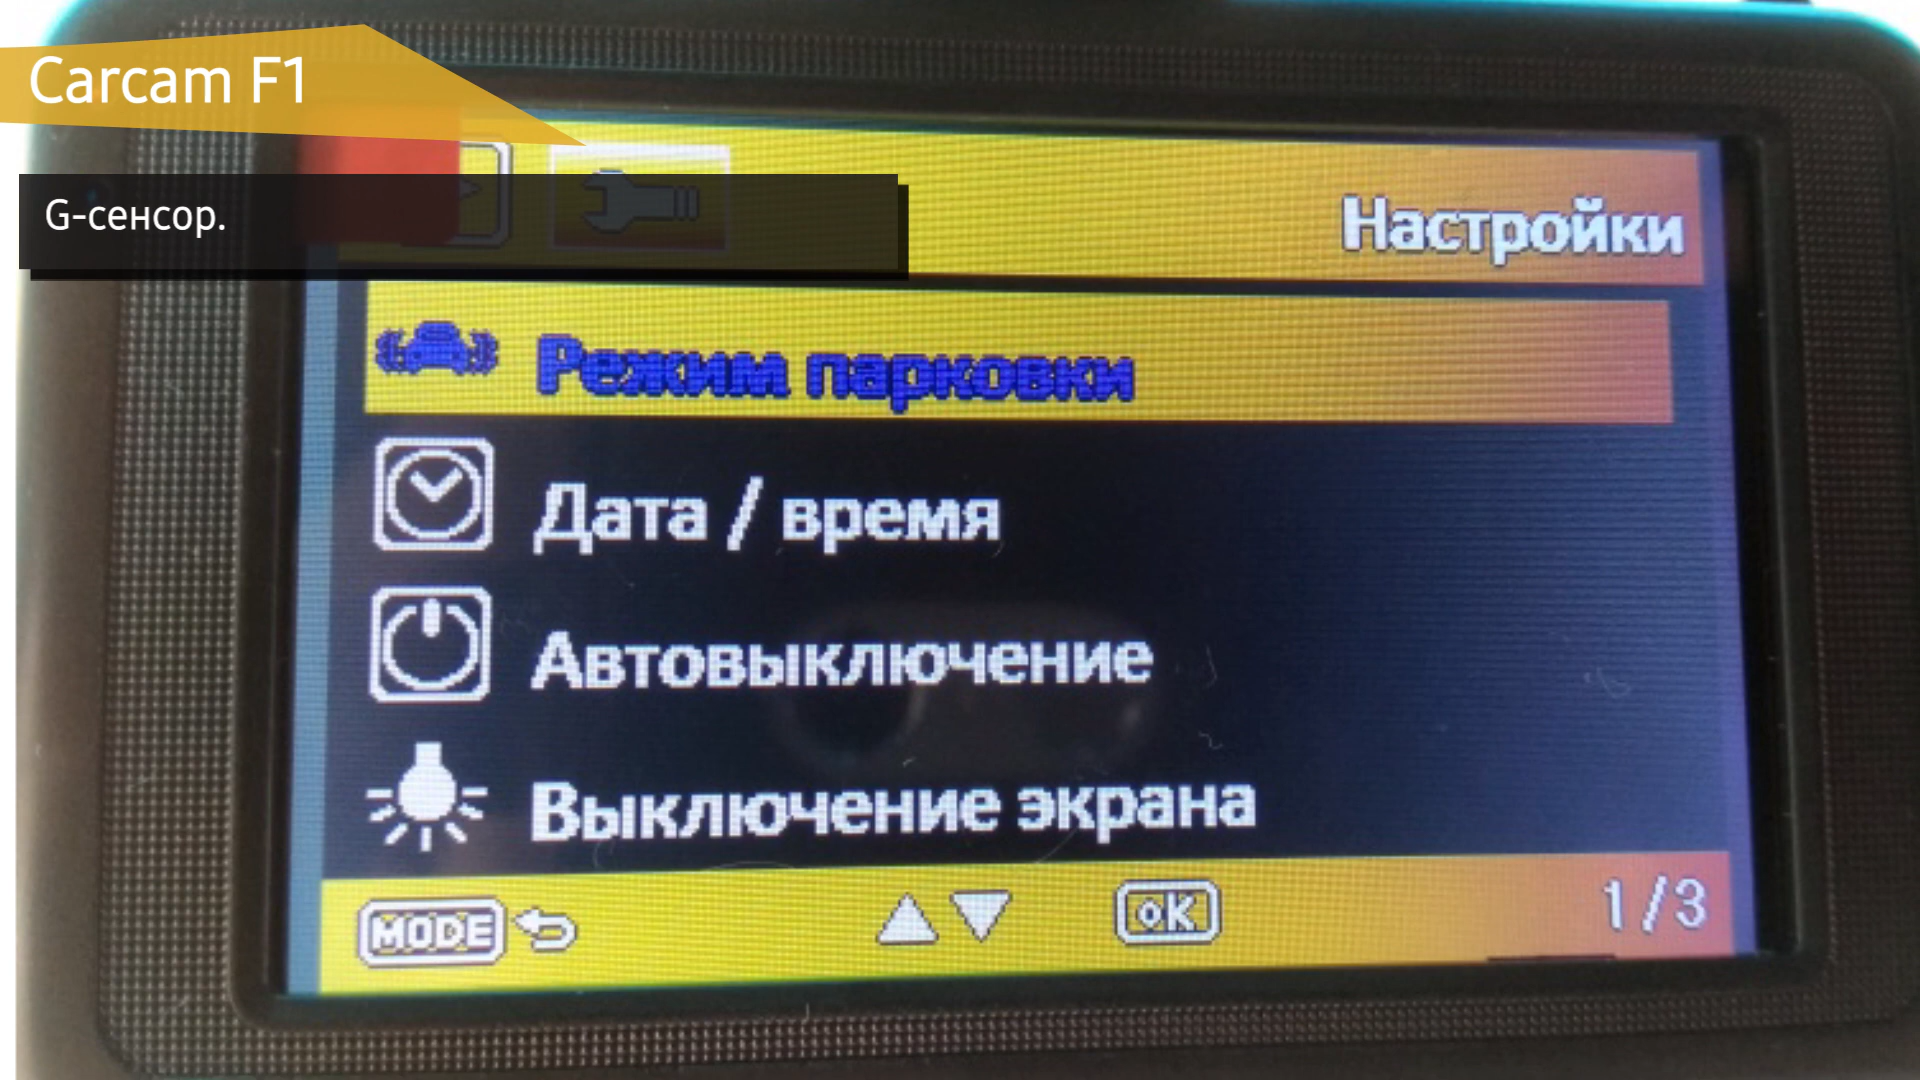 Carcam F1
G-сенсор.
Настройки
Режим парковки
Дата / время
Автовыключение
Выключение экрана
MODE
OK
1/3